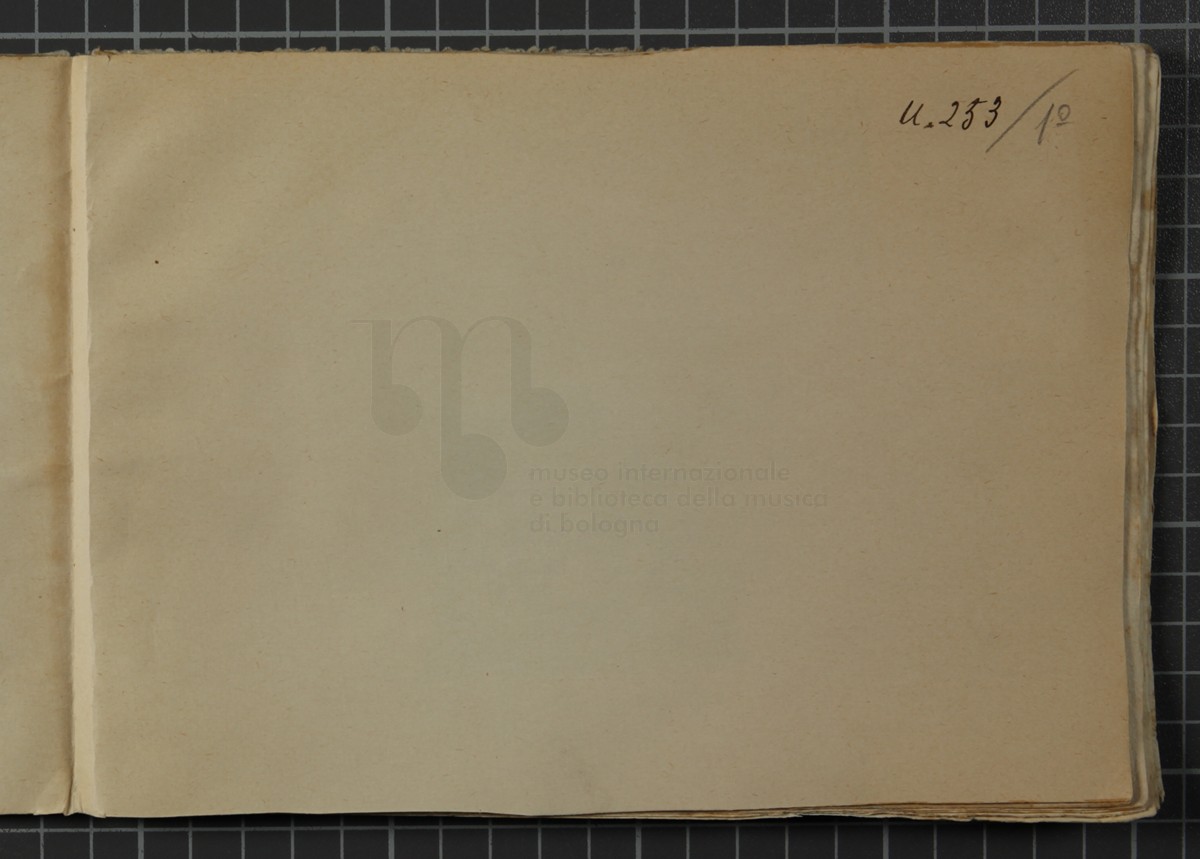 U.253/1º
museo internazionale
e biblioteca della musica
di bologna